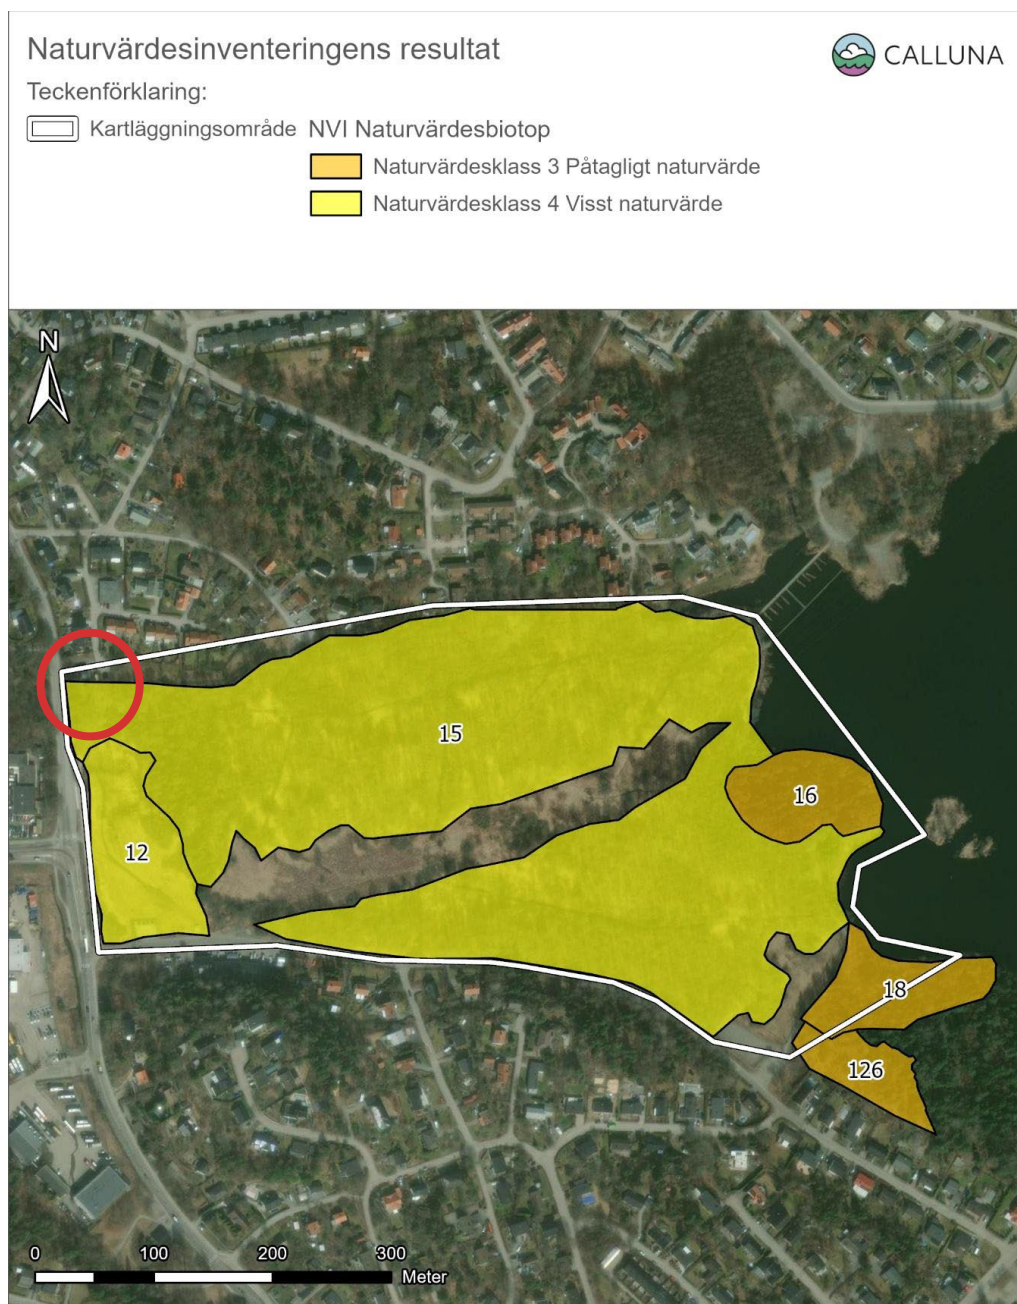 Naturvärdesinventeringens resultat
CALLUNA
Teckenförklaring:
Kartläggningsområde
NVI Naturvärdesbiotop
Naturvärdesklass 3 Påtagligt naturvärde
Naturvärdesklass 4 Visst naturvärde
N
15
16
12
18
126
0 100 200 300
Meter